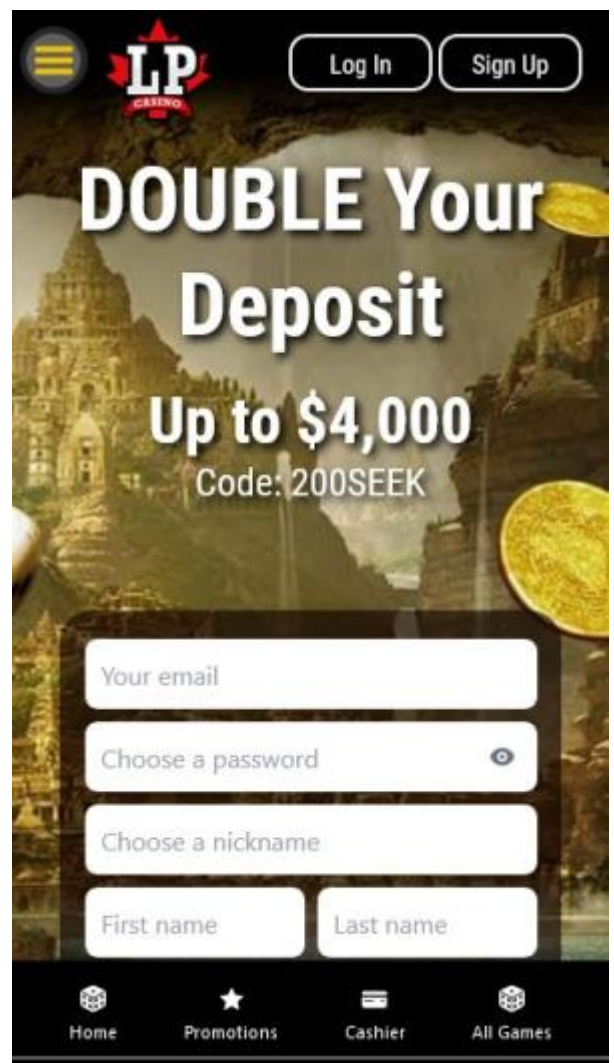 LP
CASINO
Log In
Sign Up
DOUBLE Your
Deposit
Up to $4,000
Code: 200SEEK
Your email
Choose a password
Choose a nickname
First name
Last name
Home
Promotions
Cashier
All Games